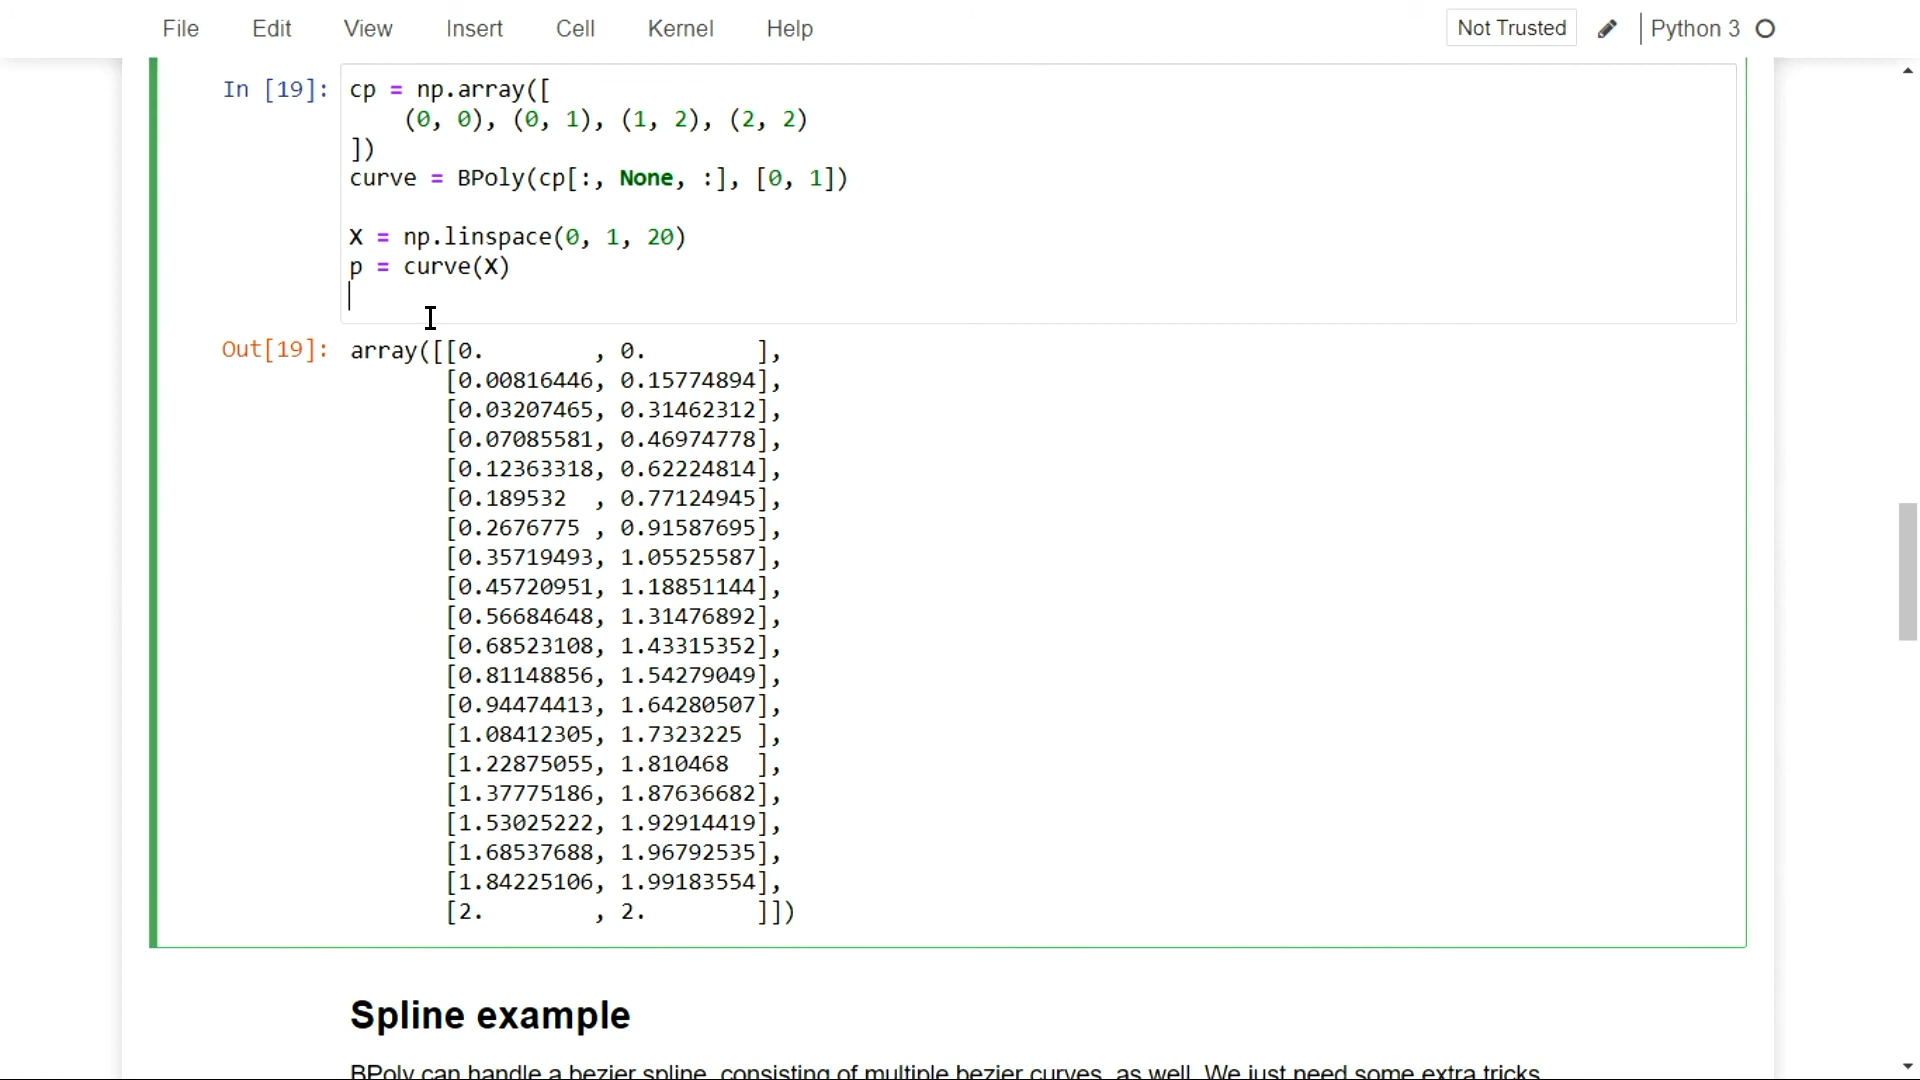 File Edit View Insert Cell Kernel Help Not Trusted Python 3
In [19]: cp = np.array([
(0, 0), (0, 1), (1, 2), (2, 2)
])
curve = BPoly(cp[:, None, :], [0, 1])
X = np.linspace(0, 1, 20)
p = curve(X)
Out[19]: array([[0.        , 0.        ],
[0.00816446, 0.15774894],
[0.03207465, 0.31462312],
[0.07085581, 0.46974778],
[0.12363318, 0.62224814],
[0.189532  , 0.77124945],
[0.2676775 , 0.91587695],
[0.35719493, 1.05525587],
[0.45720951, 1.18851144],
[0.56684648, 1.31476892],
[0.68523108, 1.43315352],
[0.81148856, 1.54279049],
[0.94474413, 1.64280507],
[1.08412305, 1.7323225 ],
[1.22875055, 1.810468  ],
[1.37775186, 1.87636682],
[1.53025222, 1.92914419],
[1.68537688, 1.96792535],
[1.84225106, 1.99183554],
[2.        , 2.        ]])
Spline example
BPoly can handle a bezier spline, consisting of multiple bezier curves, as well. We just need some extra tricks